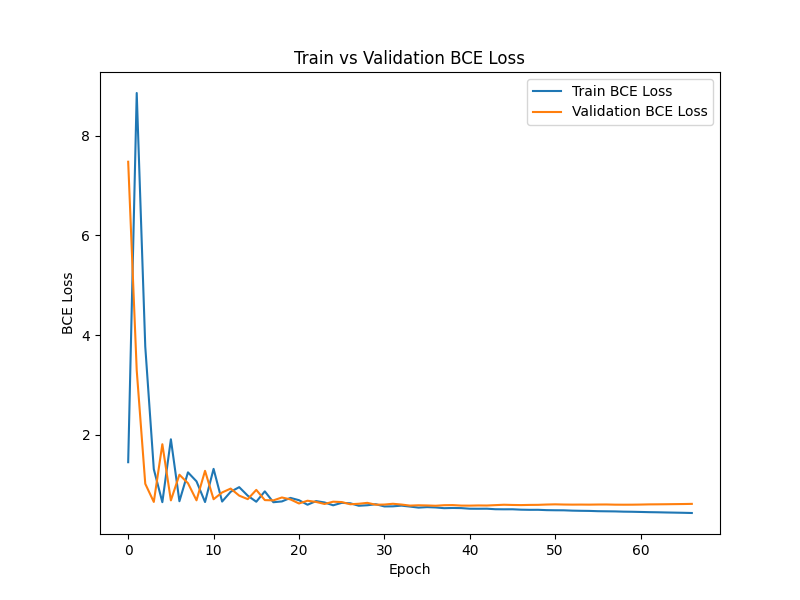 Train vs Validation BCE Loss
Train BCE Loss
Validation BCE Loss
8
6
4
2
BCE Loss
0 10 20 30 40 50 60
Epoch